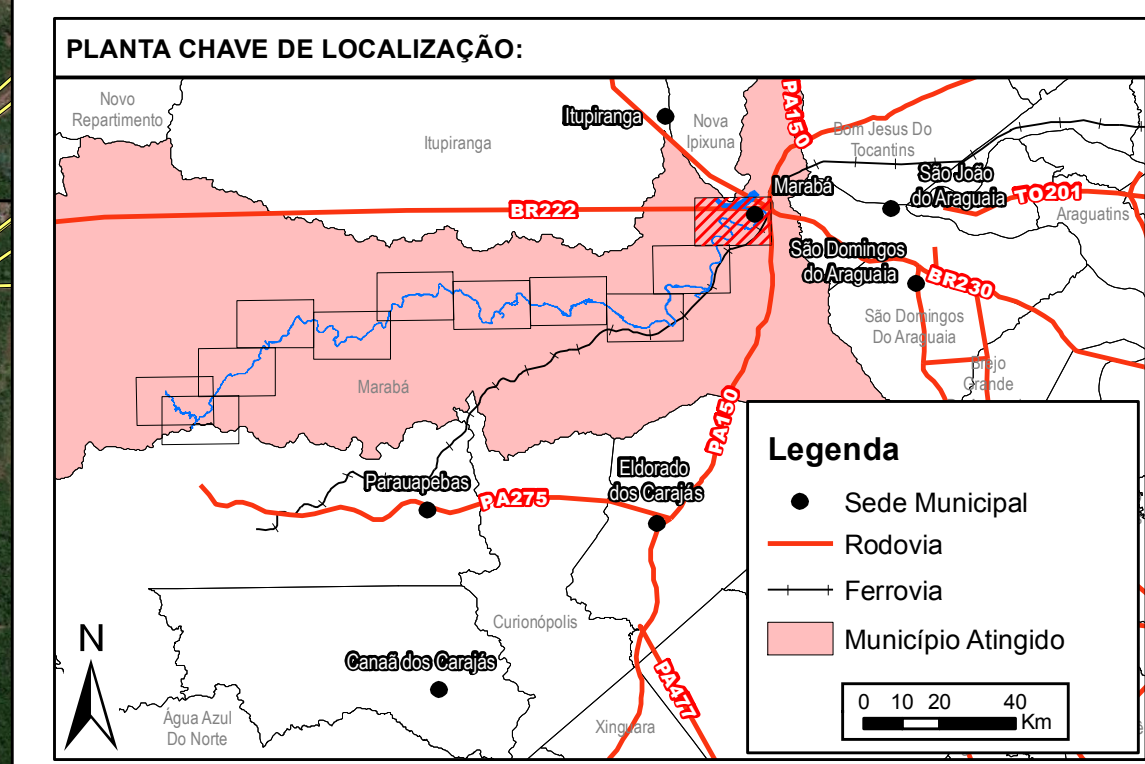 PLANTA CHAVE DE LOCALIZAÇÃO:
Novo
Repartimento
Itupiranga
Itupiranga
Nova
Ipixuna
PA150
Bom Jesus Do
Tocantins
Marabá
São João
do Araguaia
TO201
Araguatins
BR222
São Domingos
do Araguaia
BR230
São Domingos
Do Araguaia
Brejo
Grande
Marabá
PA150
Parauapebas
PA275
Eldorado
dos Carajás
Curionópolis
Canaã dos Carajás
PA477
Água Azul
Do Norte
Xinguara
N
Legenda
Sede Municipal
Rodovia
Ferrovia
Município Atingido
0 10 20 40
Km